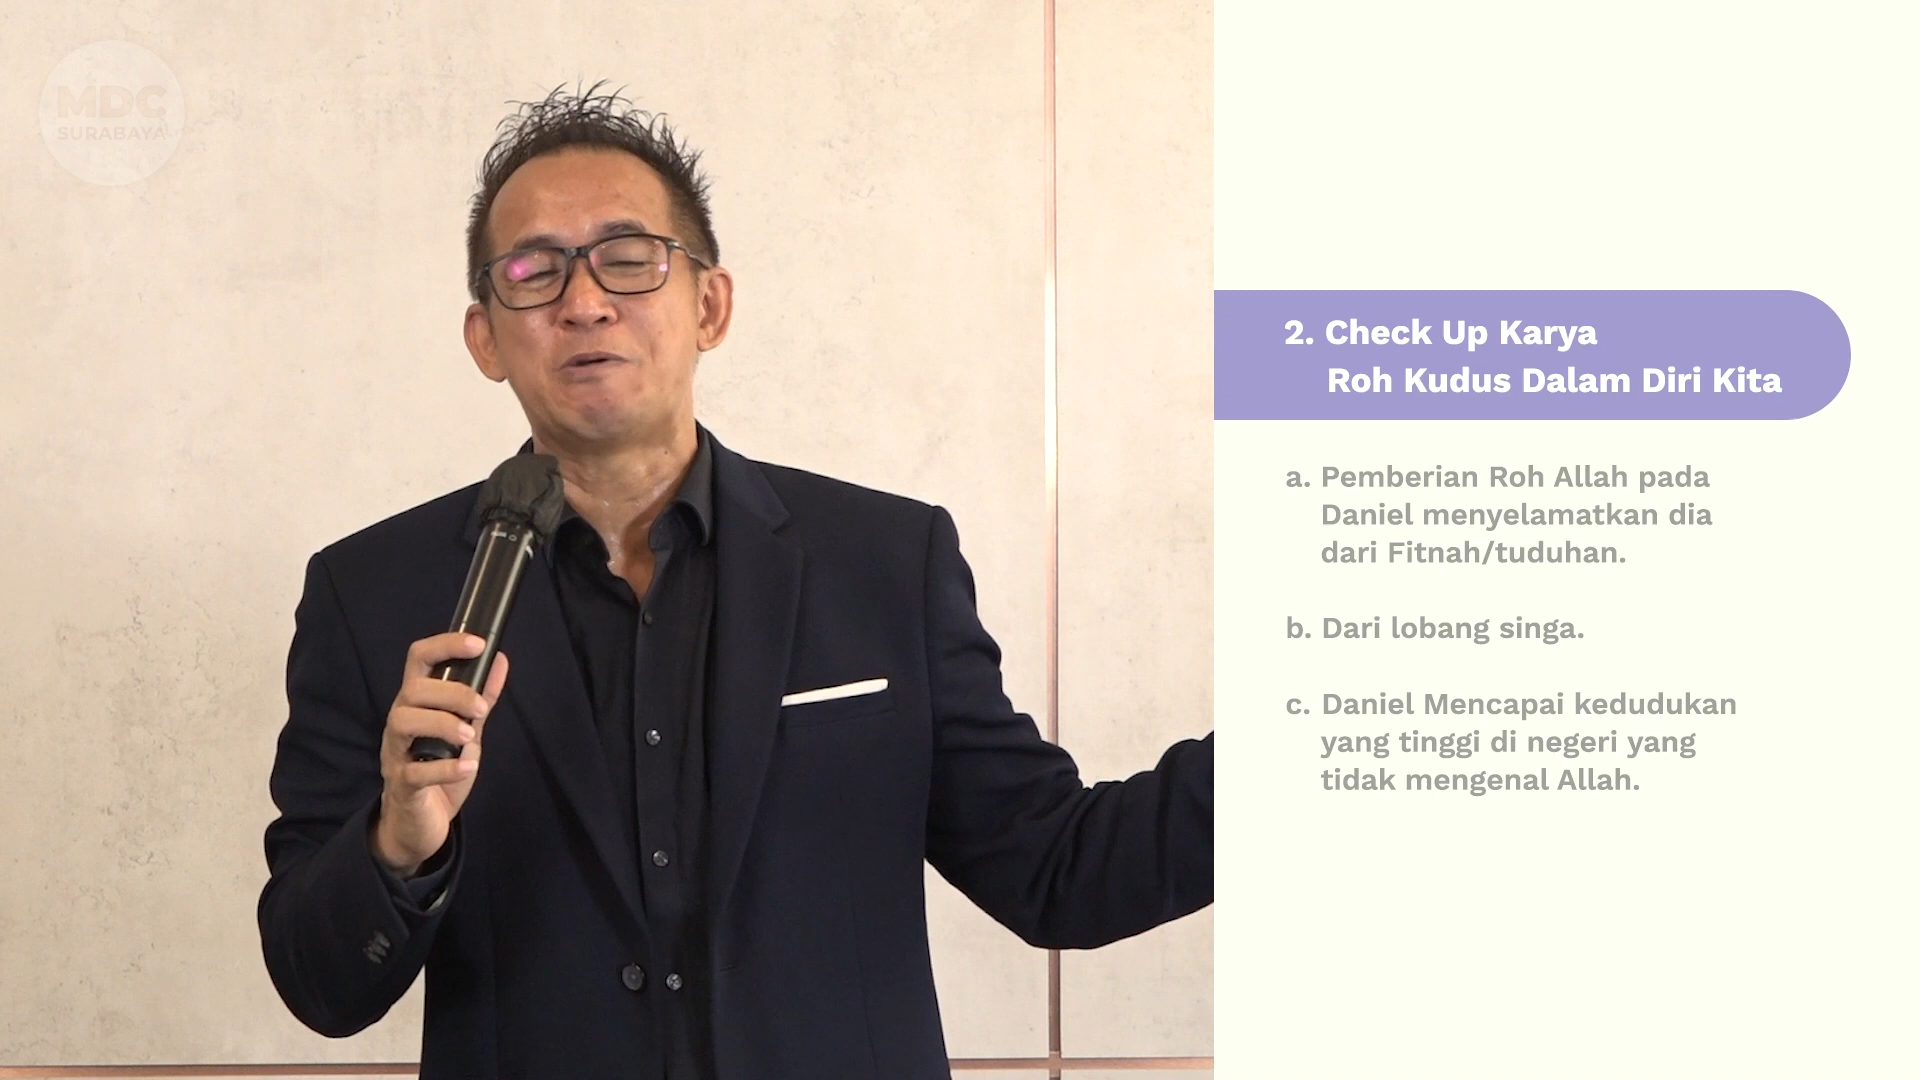 MDC
SURABAYA
2. Check Up Karya
Roh Kudus Dalam Diri Kita
a. Pemberian Roh Allah pada
Daniel menyelamatkan dia
dari Fitnah/tuduhan.
b. Dari lobang singa.
c. Daniel Mencapai kedudukan
yang tinggi di negeri yang
tidak mengenal Allah.